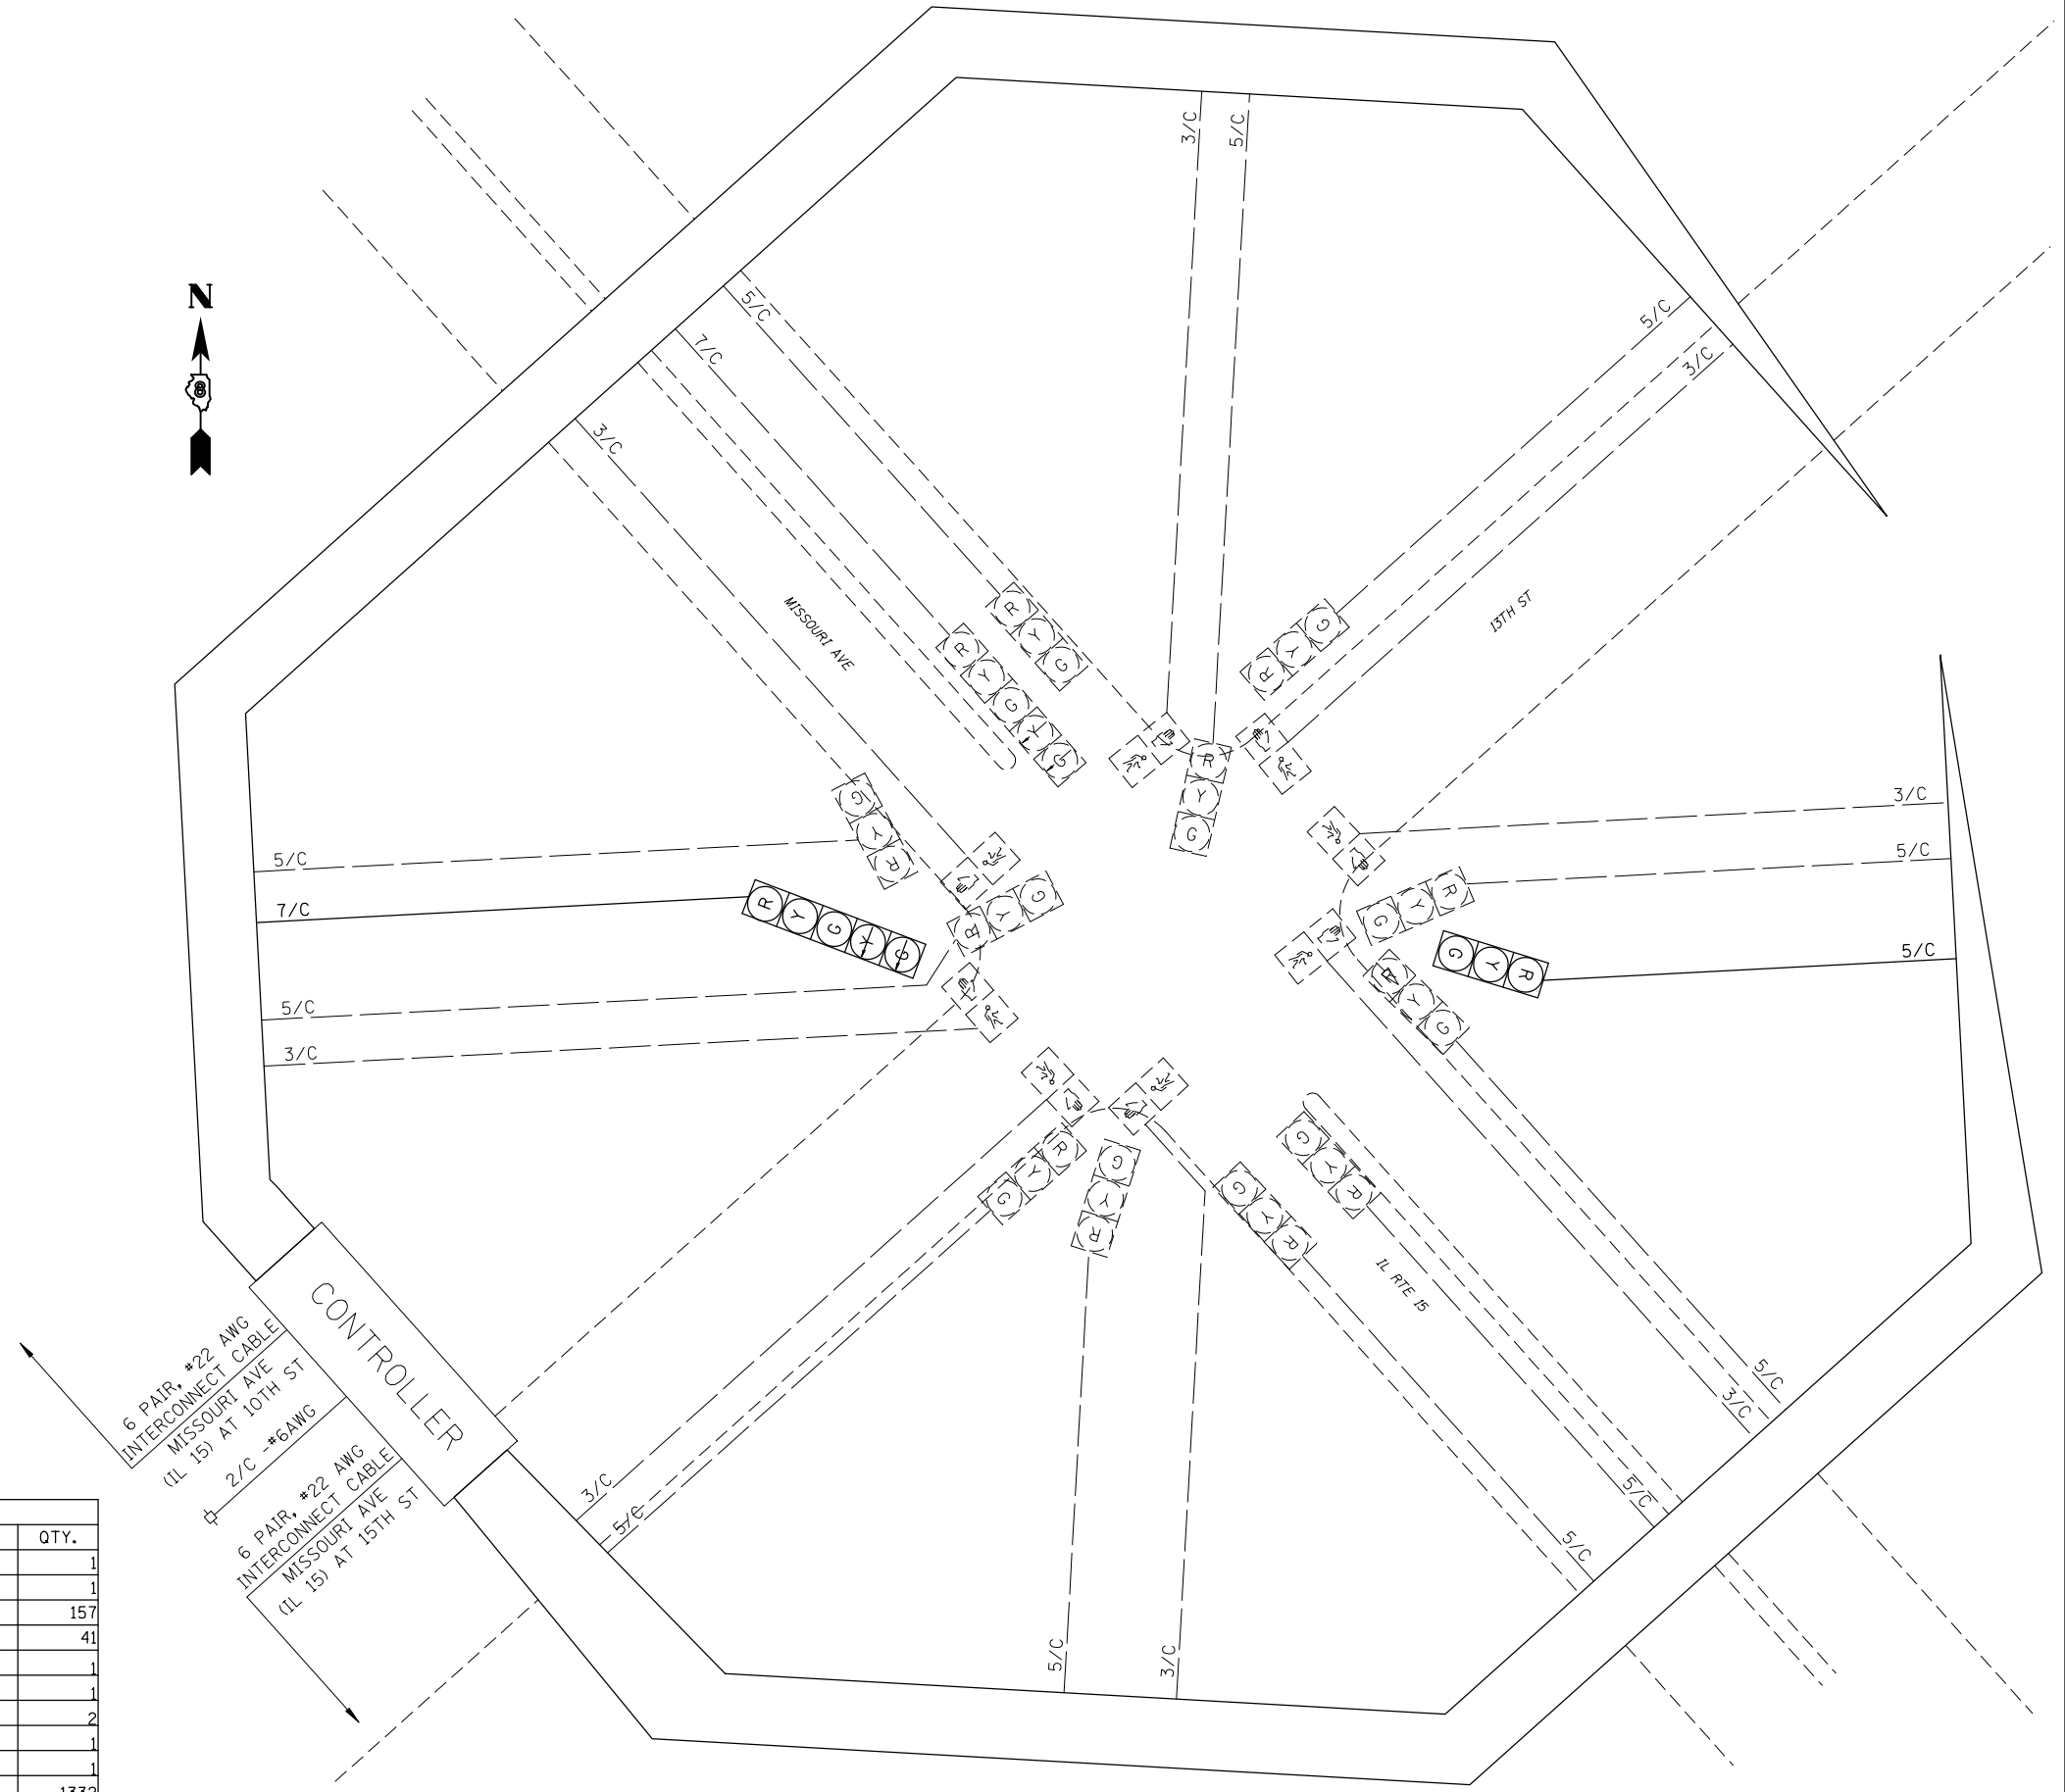 N
8
3/C
5/C
5/C
7/C
3/C
5/C
3/C
MISSOURI AVE
13TH ST
R
Y
G
R
Y
G
Y
G
R
Y
G
R
Y
G
G
Y
R
5/C
7/C
5/C
3/C
R
Y
G
Y
G
R
Y
G
3/C
5/C
5/C
G
Y
R
G
Y
R
R
Y
G
R
Y
G
G
Y
R
G
Y
R
G
Y
R
IL RTE 15
CONTROLLER
6 PAIR, #22 AWG
INTERCONNECT CABLE
MISSOURI AVE
(IL 15) AT 10TH ST
2/C -#6AWG
6 PAIR, #22 AWG
INTERCONNECT CABLE
MISSOURI AVE
(IL 15) AT 15TH ST
3/C
5/C
5/C
3/C
5/C
5/C
3/C
5/C
QTY.
1
1
157
41
1
1
2
1
1